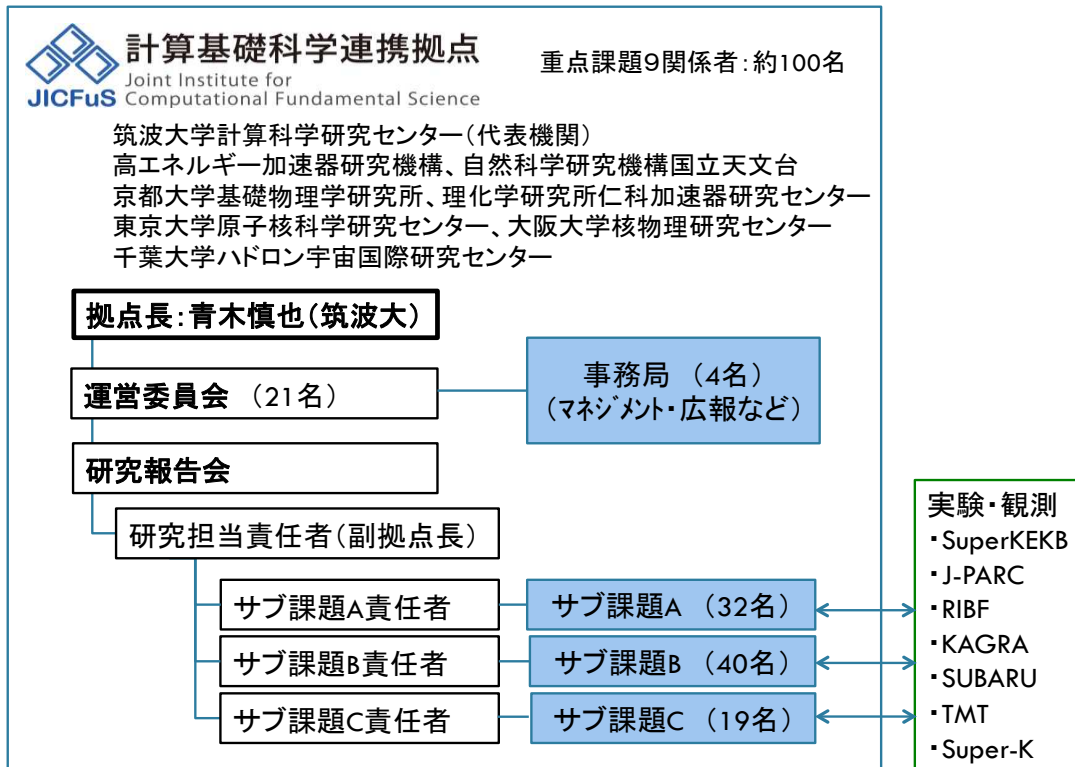 計算基礎科学連携拠点
Joint Institute for
Computational Fundamental Science
JICFuS
重点課題9関係者：約100名
筑波大学計算科学研究センター（代表機関）
高エネルギー加速器研究機構、自然科学研究機構国立天文台
京都大学基礎物理学研究所、理化学研究所仁科加速器研究センター
東京大学原子核科学研究センター、大阪大学核物理研究センター
千葉大学ハドロン宇宙国際研究センター
拠点長：青木慎也（筑波大）
運営委員会 （21名）
事務局 （4名）
（ﾏﾈｼﾞﾒﾝﾄ・広報など）
研究報告会
研究担当責任者（副拠点長）
サブ課題A責任者
サブ課題A （32名）
サブ課題B責任者
サブ課題B （40名）
サブ課題C責任者
サブ課題C （19名）
実験・観測
・SuperKEKB
・J-PARC
・RIBF
・KAGRA
・SUBARU
・TMT
・Super-K